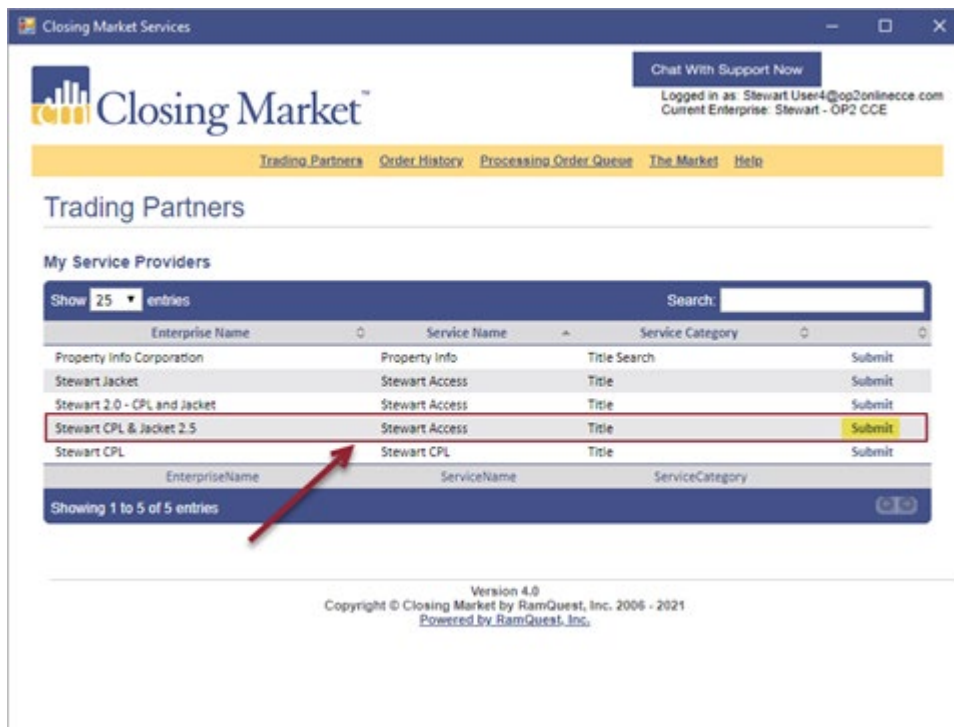 Closing Market Services
Chat With Support Now
cm Closing Market™
Logged in as: Stewart.User4@op2onlinecce.com
Current Enterprise: Stewart - OP2 CCE
Trading Partners Order History Processing Order Queue The Market Help
Trading Partners
My Service Providers
Show 25 entries Search:
Enterprise Name Service Name Service Category
Property Info Corporation Property Info Title Search Submit
Stewart Jacket Stewart Access Title Submit
Stewart 2.0 - CPL and Jacket Stewart Access Title Submit
Stewart CPL & Jacket 2.5 Stewart Access Title Submit
Stewart CPL Stewart CPL Title Submit
EnterpriseName ServiceName ServiceCategory
Showing 1 to 5 of 5 entries
Version 4.0
Copyright © Closing Market by RamQuest, Inc. 2006 - 2021
Powered by RamQuest, Inc.